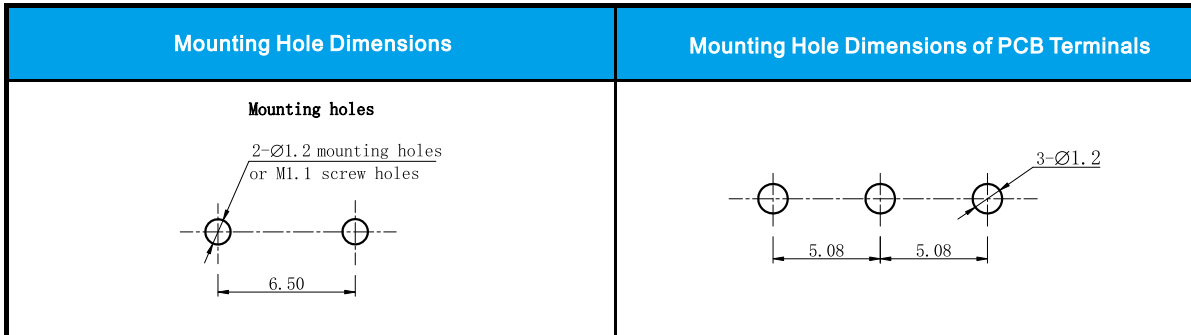 Mounting Hole Dimensions
Mounting Hole Dimensions of PCB Terminals
Mounting holes
2-Ø1.2 mounting holes
or M1.1 screw holes
6.50
3-Ø1.2
5.08
5.08